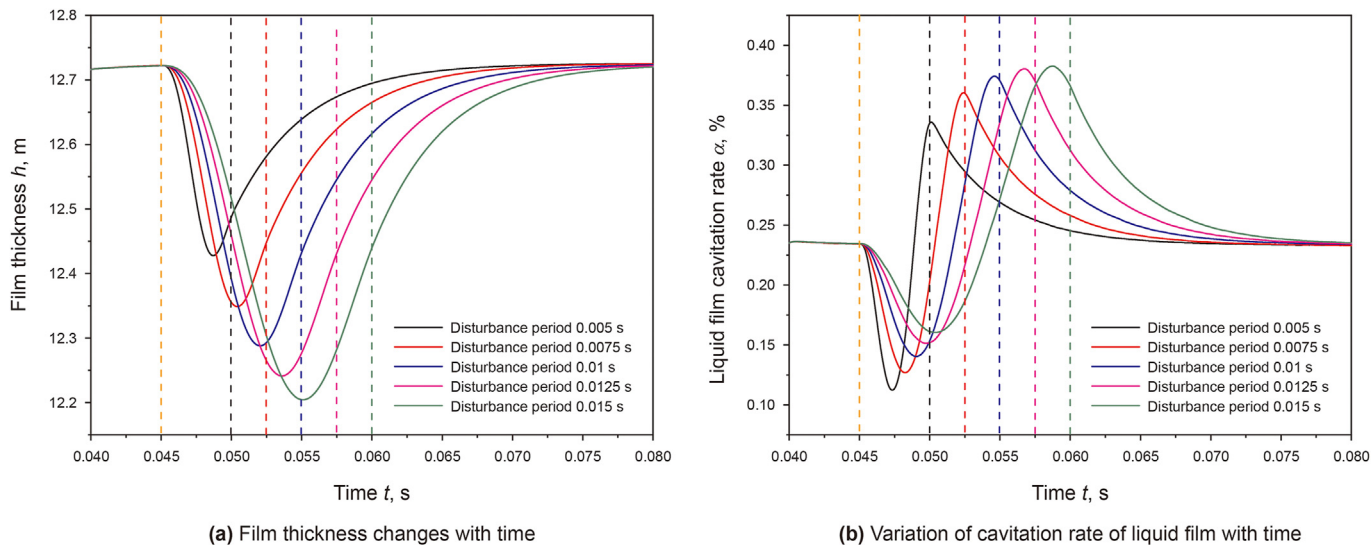 12.8
12.7
12.6
12.5
12.4
12.3
12.2
Film thickness h, m
Disturbance period 0.005 s
Disturbance period 0.0075 s
Disturbance period 0.01 s
Disturbance period 0.0125 s
Disturbance period 0.015 s
0.040 0.045 0.050 0.055 0.060 0.065 0.070 0.075 0.080
Time t, s
(a) Film thickness changes with time
0.40
0.35
0.30
0.25
0.20
0.15
0.10
Liquid film cavitation rate α, %
Disturbance period 0.005 s
Disturbance period 0.0075 s
Disturbance period 0.01 s
Disturbance period 0.0125 s
Disturbance period 0.015 s
0.040 0.045 0.050 0.055 0.060 0.065 0.070 0.075 0.080
Time t, s
(b) Variation of cavitation rate of liquid film with time